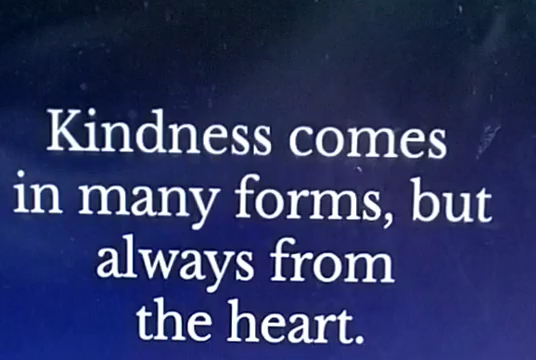 Kindness comes
in many forms, but
always from
the heart.